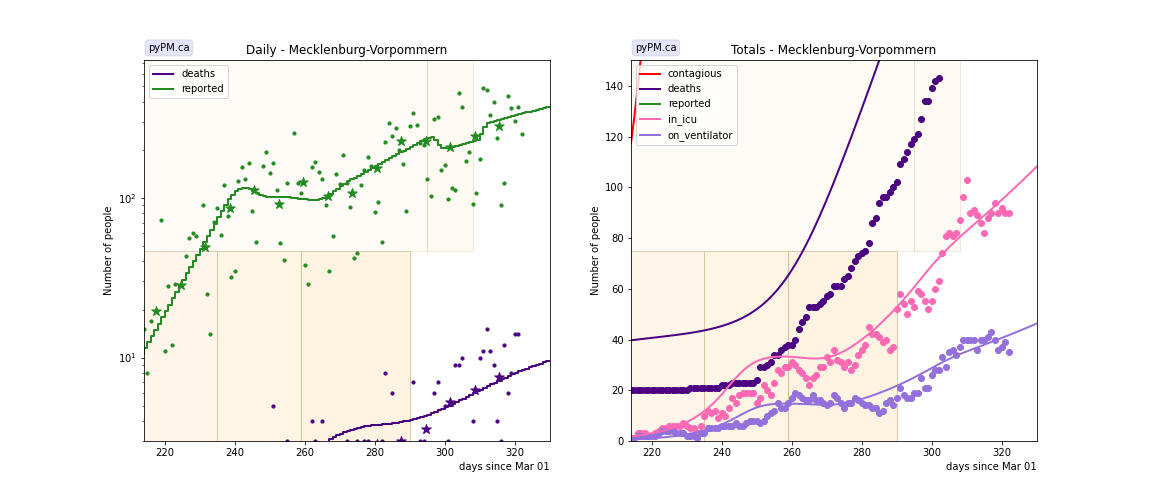 pyPM.ca
Daily - Mecklenburg-Vorpommern
deaths
reported
Number of people
10²
10¹
220
240
260
280
300
320
days since Mar 01
pyPM.ca
Totals - Mecklenburg-Vorpommern
contagious
deaths
reported
in_icu
on_ventilator
Number of people
140
120
100
80
60
40
20
0
220
240
260
280
300
320
days since Mar 01